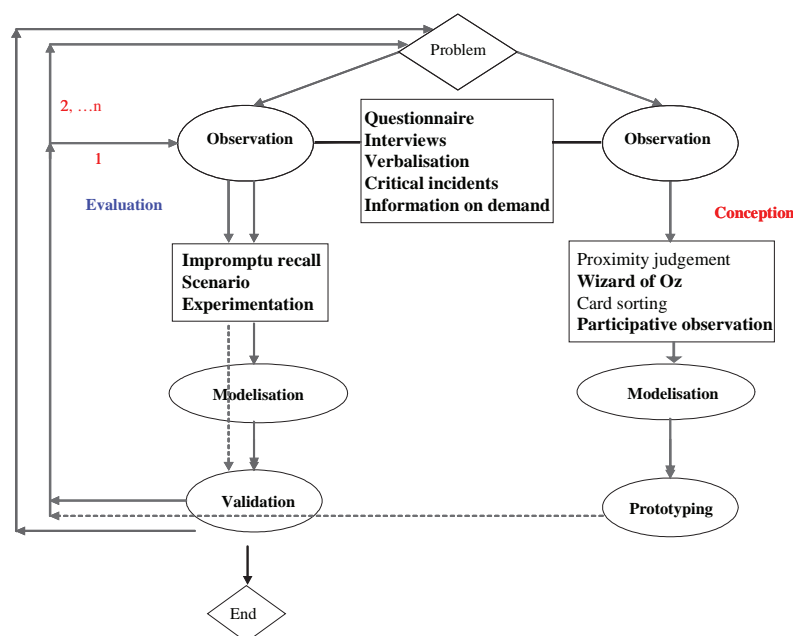 Problem
2, …n
Observation
Questionnaire
Interviews
Verbalisation
Critical incidents
Information on demand
Observation
1
Evaluation
Conception
Impromptu recall
Scenario
Experimentation
Proximity judgement
Wizard of Oz
Card sorting
Participative observation
Modelisation
Modelisation
Validation
Prototyping
End